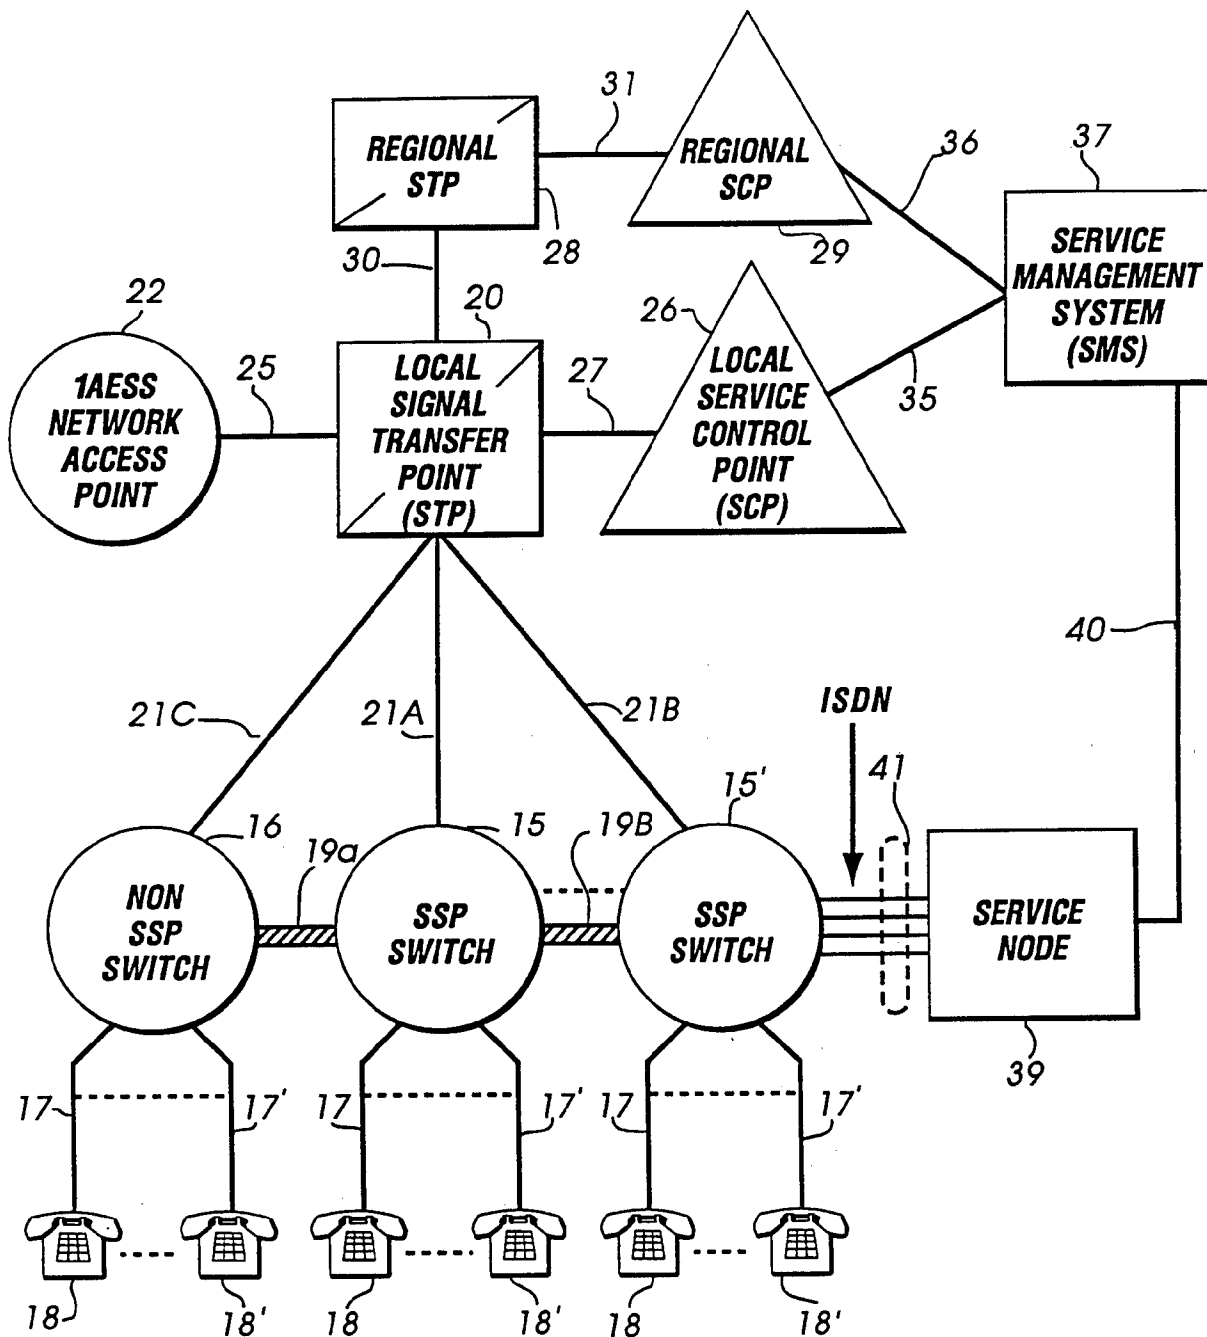 31
REGIONAL
STP
REGIONAL
SCP
36
37
28
29
30
SERVICE
MANAGEMENT
SYSTEM
(SMS)
22
20
26
1AESS
NETWORK
ACCESS
POINT
25
LOCAL
SIGNAL
TRANSFER
POINT
(STP)
27
LOCAL
SERVICE
CONTROL
POINT
(SCP)
35
40
21C
21A
21B
ISDN
41
16
19a
15
19B
15'
NON
SSP
SWITCH
SSP
SWITCH
SSP
SWITCH
SERVICE
NODE
39
17
17'
17
17'
17
17'
18
18'
18
18'
18
18'